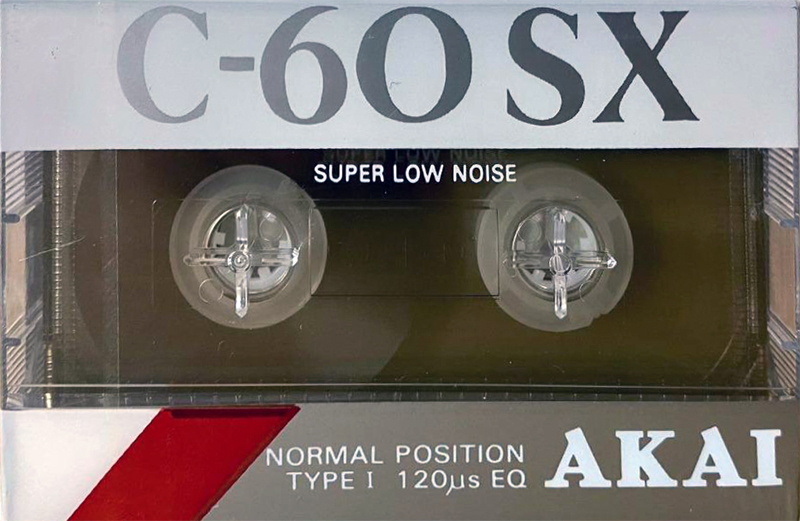 C-60 SX
SUPER LOW NOISE
NORMAL POSITION
TYPE I 120µs EQ
AKAI